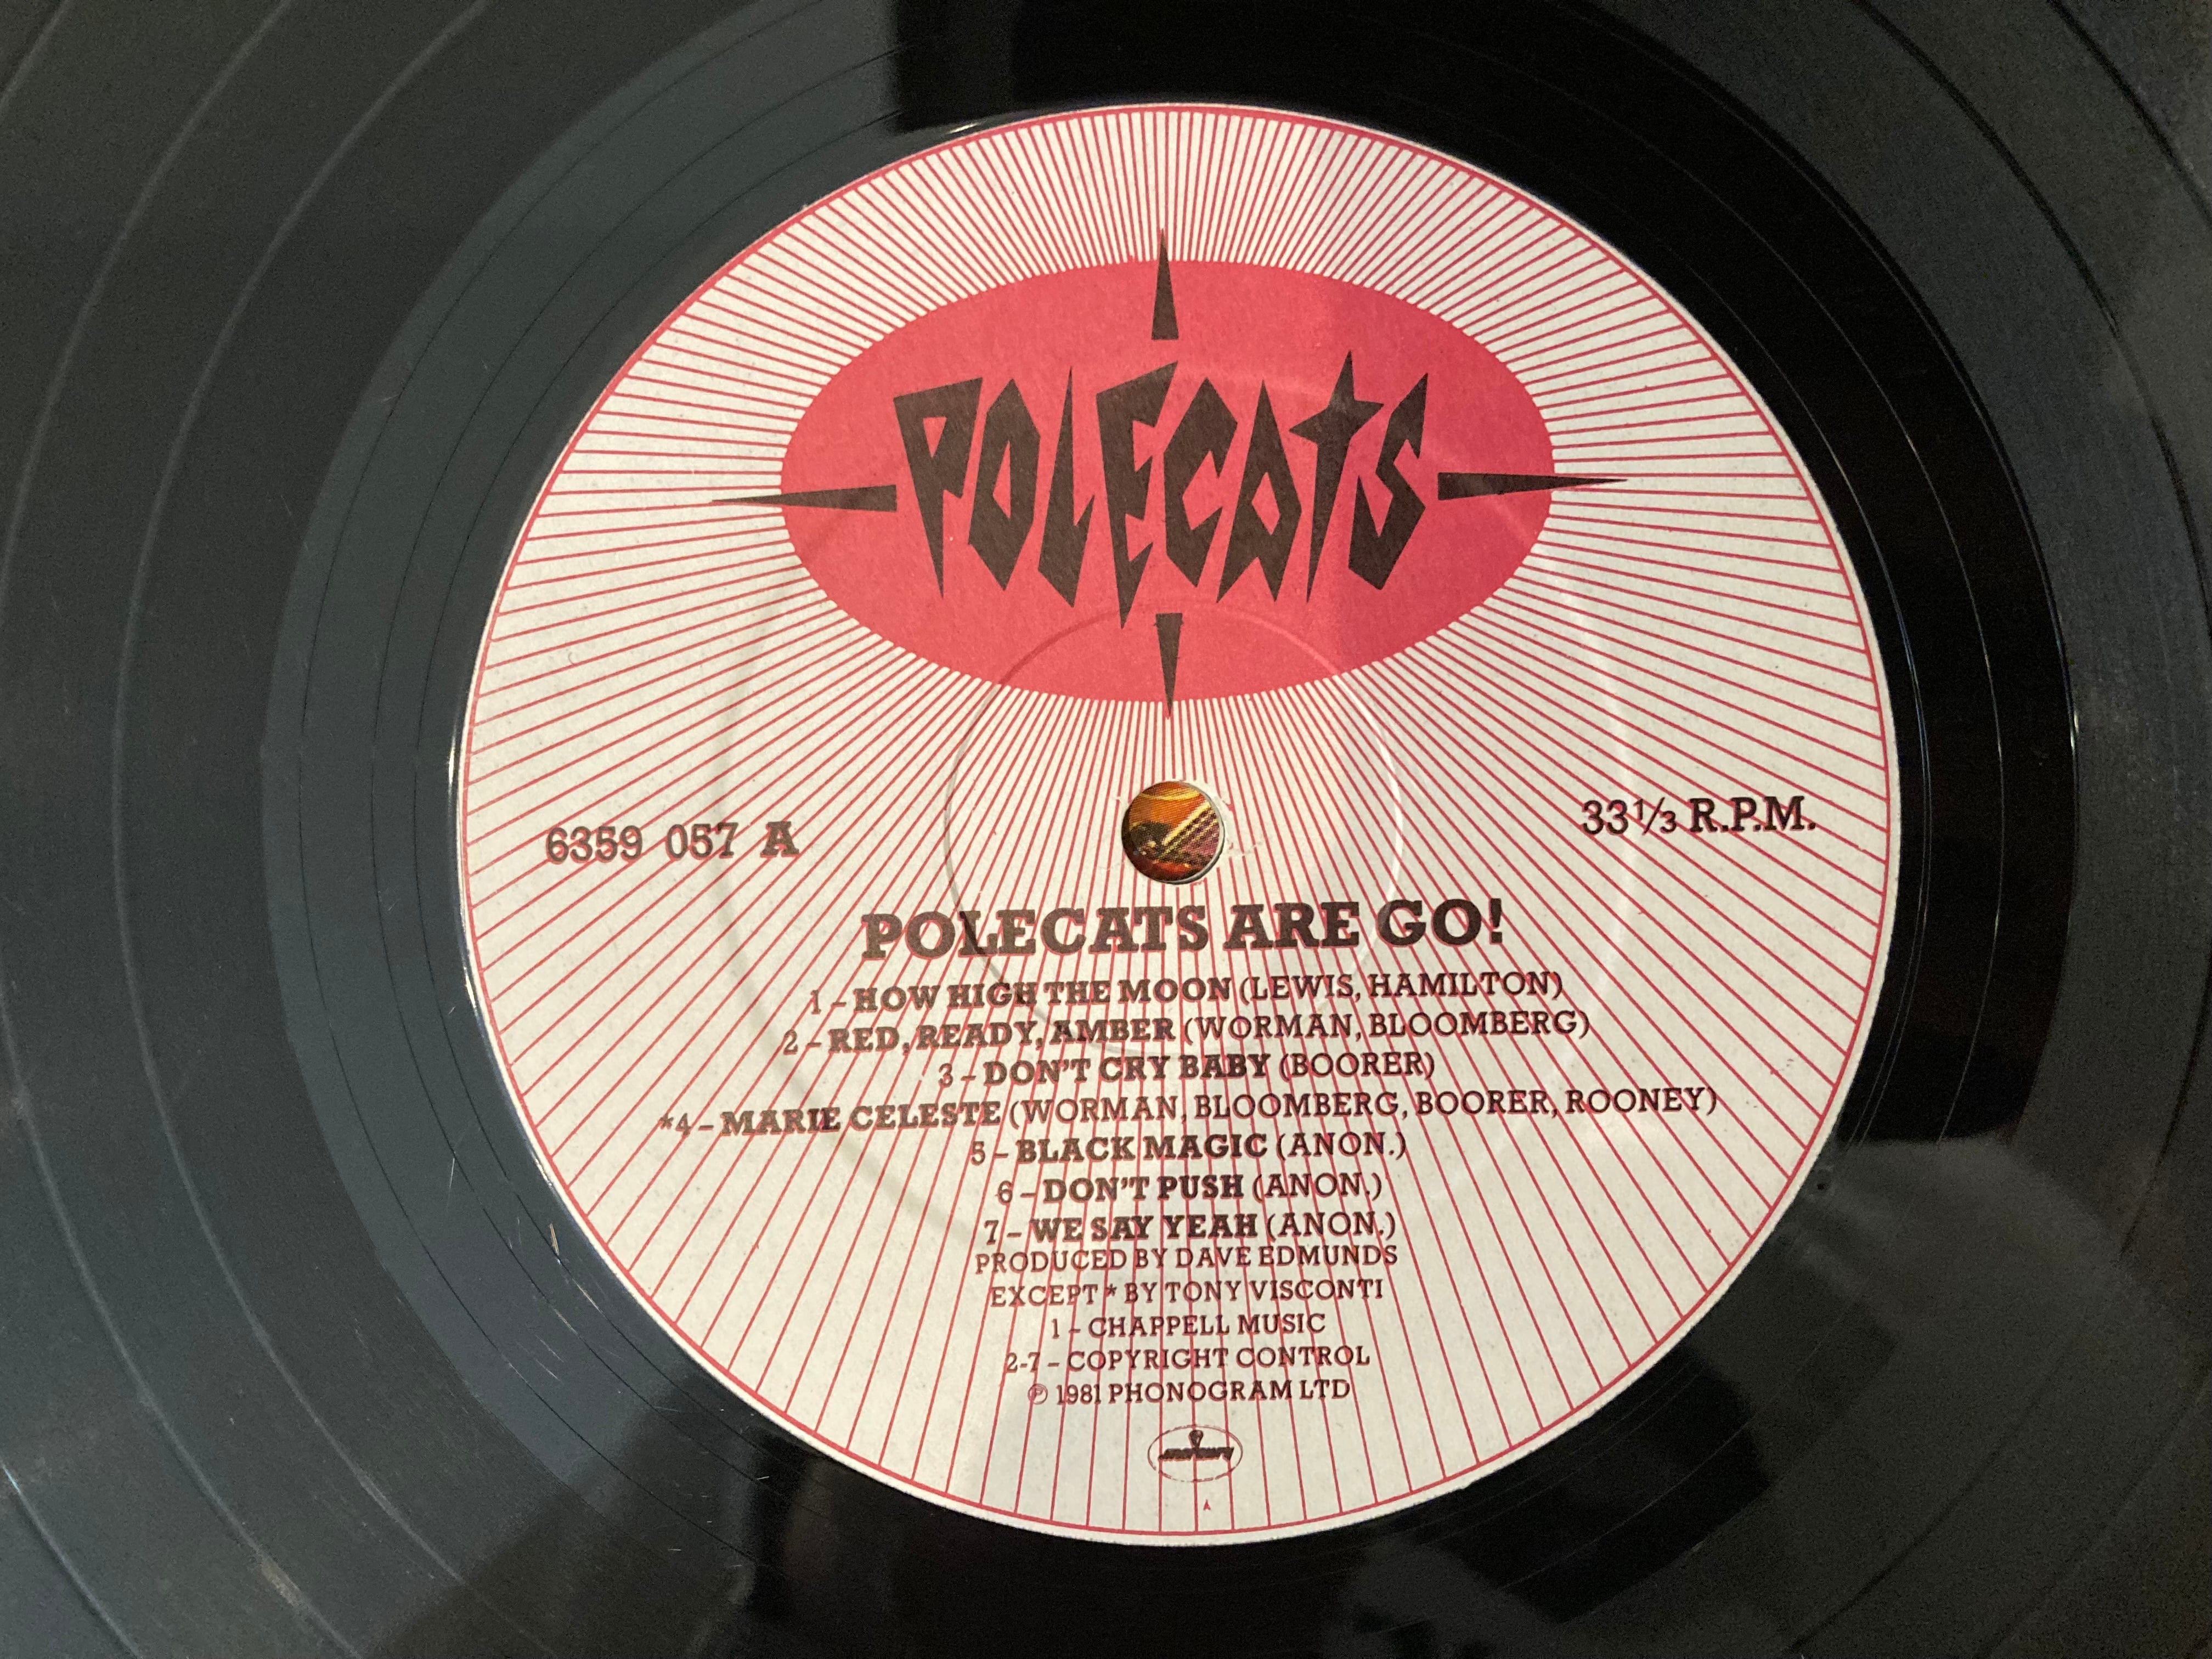 POLECATS
6359 057 A
33⅓ R.P.M.
POLECATS ARE GO!
1 – HOW HIGH THE MOON (LEWIS, HAMILTON)
2 – RED, READY, AMBER (WORMAN, BLOOMBERG)
3 – DON'T CRY BABY (BOORER)
*4 – MARIE CELESTE (WORMAN, BLOOMBERG, BOORER, ROONEY)
5 – BLACK MAGIC (ANON.)
6 – DON'T PUSH (ANON.)
7 – WE SAY YEAH (ANON.)
PRODUCED BY DAVE EDMUNDS
EXCEPT * BY TONY VISCONTI
1 – CHAPPELL MUSIC
2-7 – COPYRIGHT CONTROL
℗ 1981 PHONOGRAM LTD
mercury
A